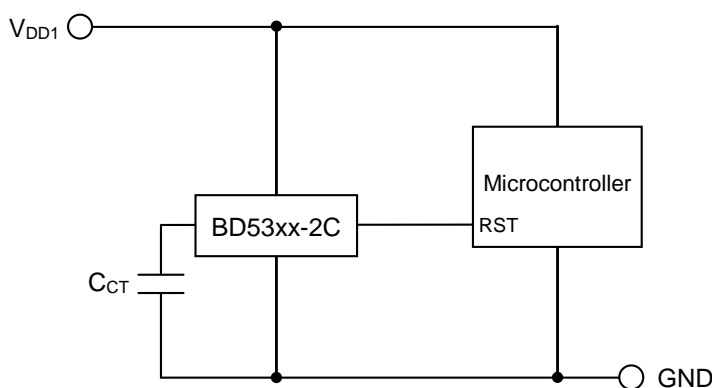 VDD1
Microcontroller
BD53xx-2C
RST
CCT
GND